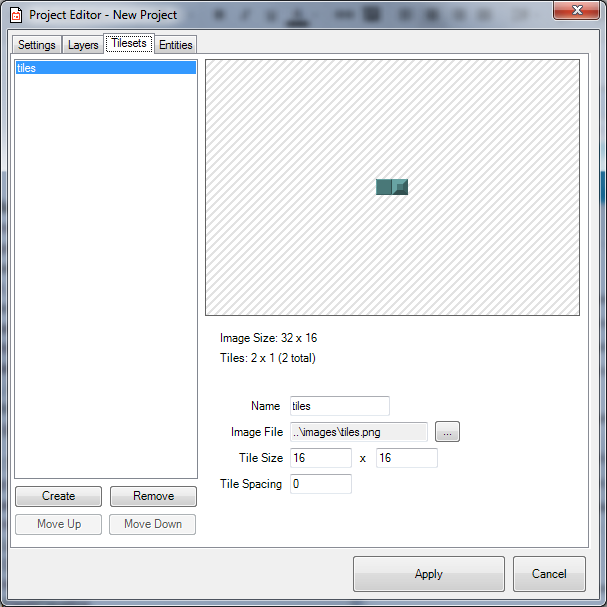 Project Editor - New Project
Settings Layers Tilesets Entities
tiles
Image Size: 32 x 16
Tiles: 2 x 1 (2 total)
Name tiles
Image File ..\images\tiles.png ...
Tile Size 16 x 16
Tile Spacing 0
Create Remove
Move Up Move Down
Apply Cancel